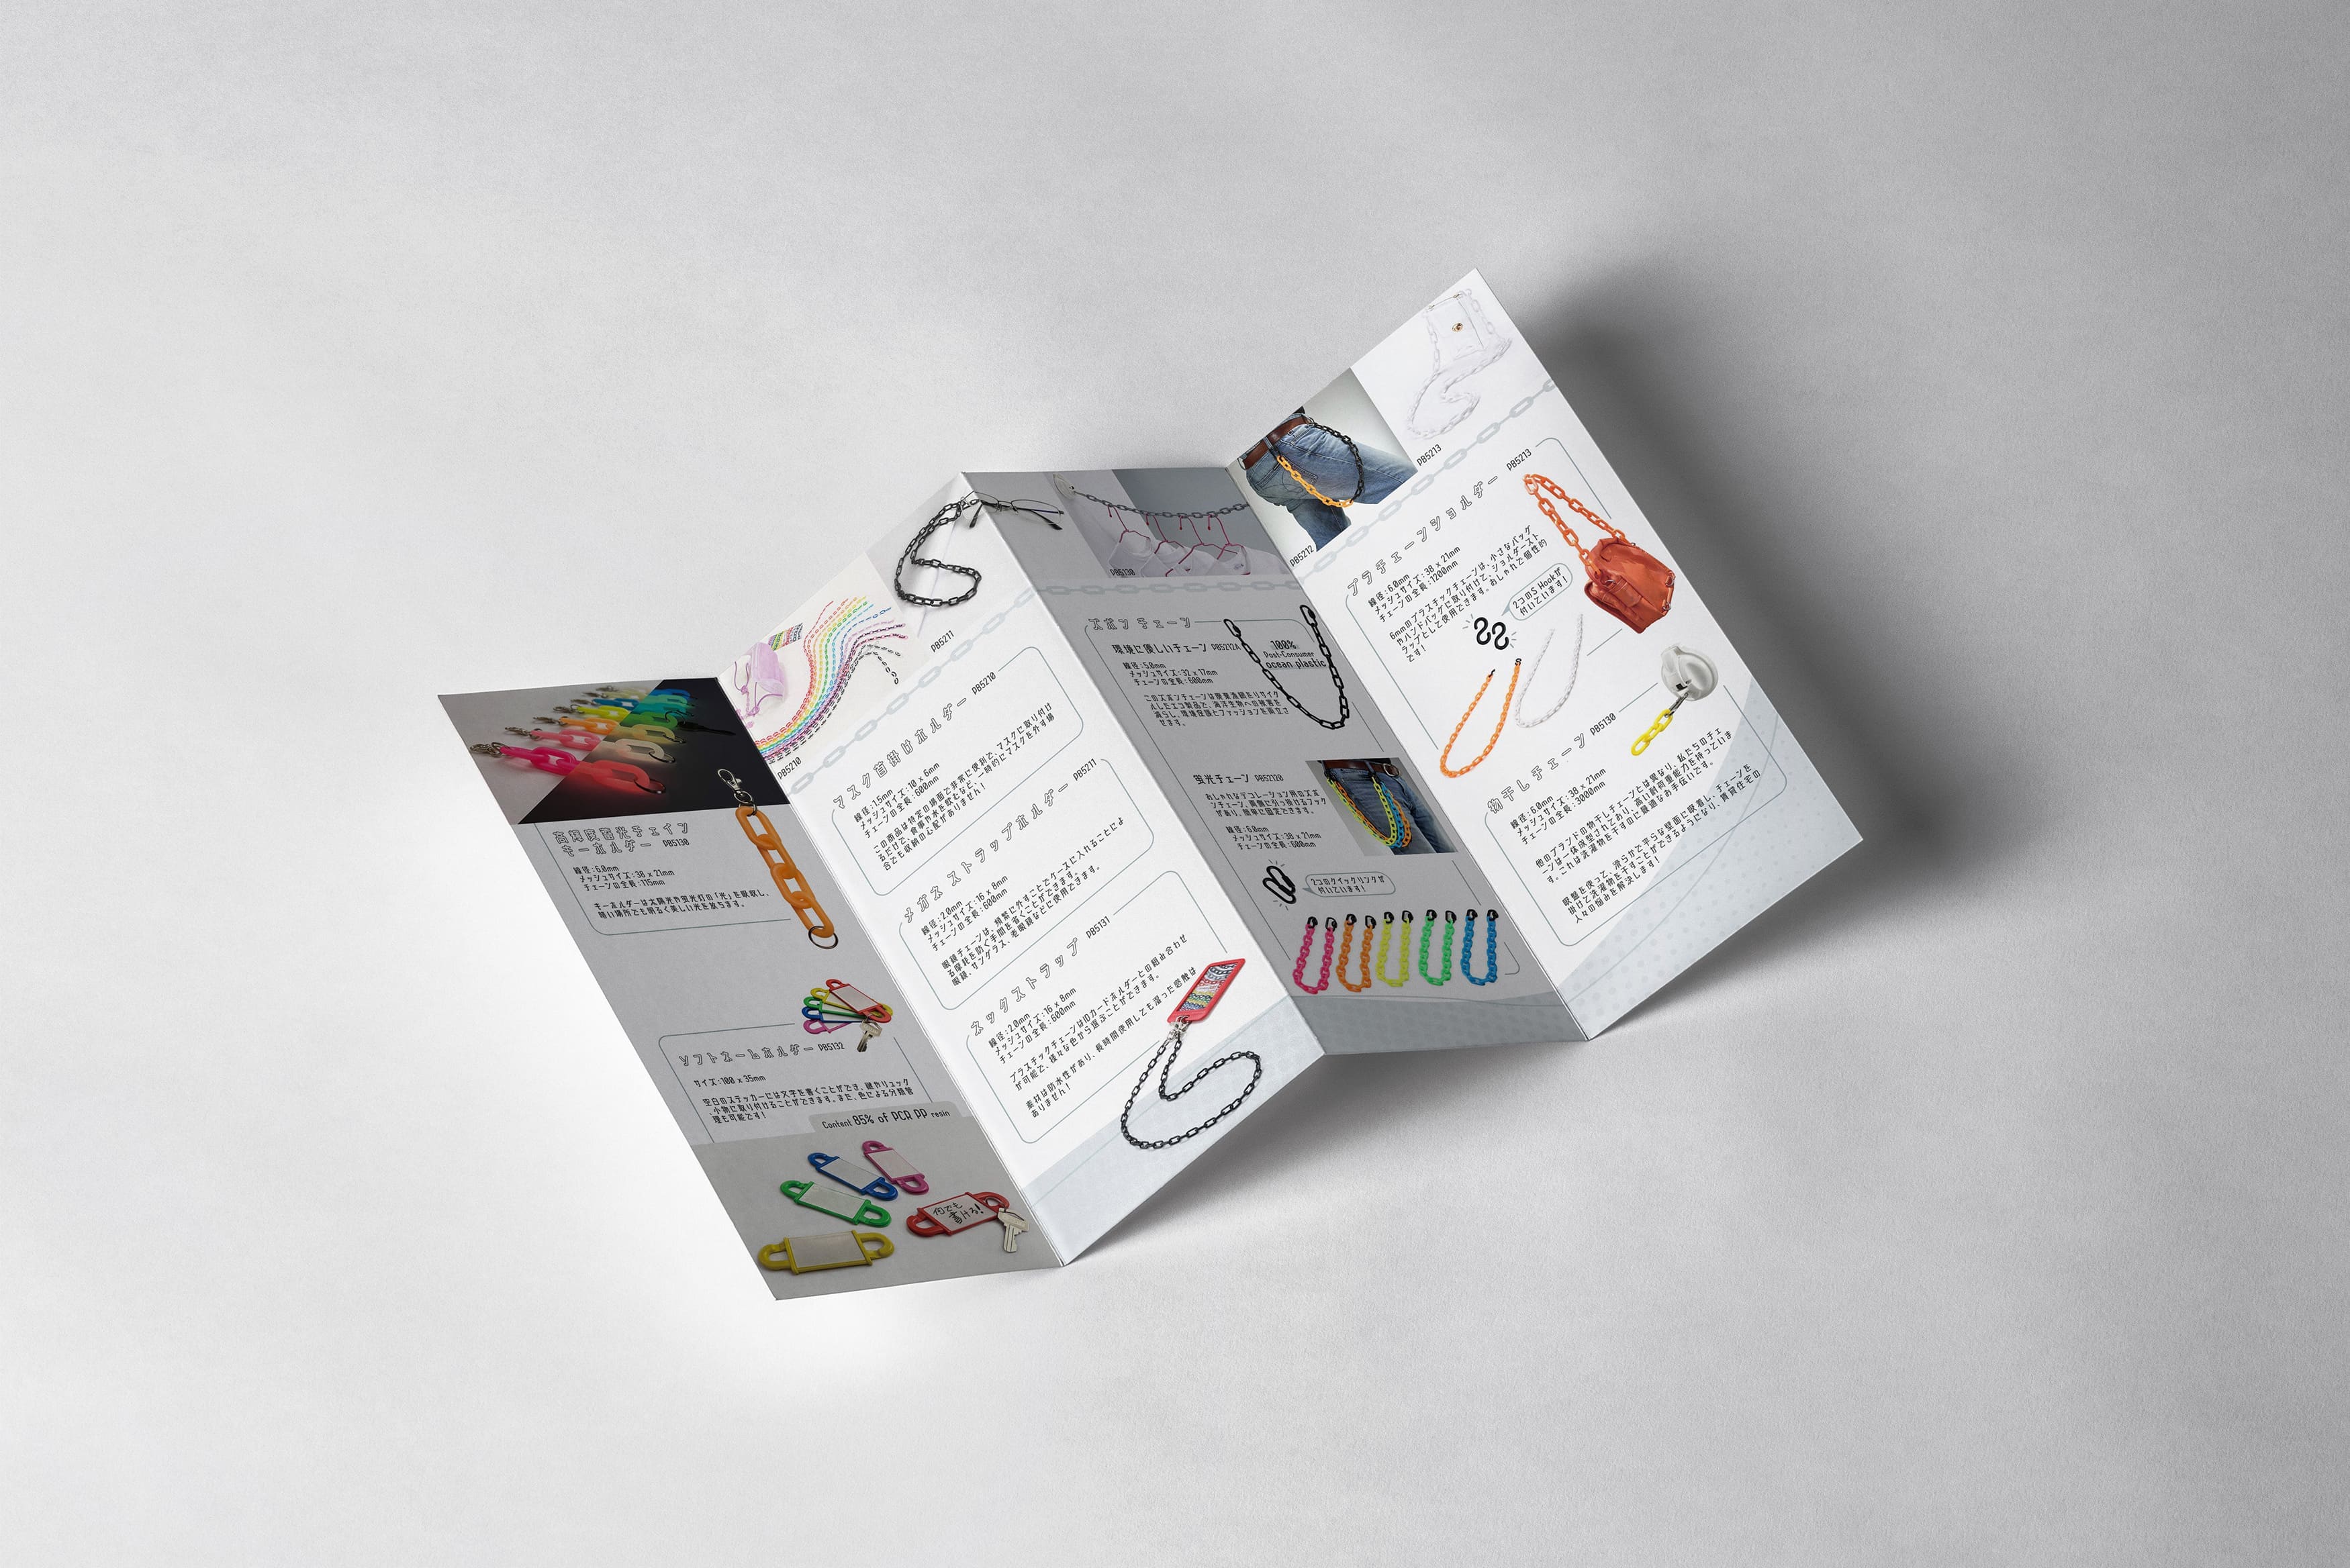 高輝度蓄光チェイン
キーホルダー PB5130
線径:6.0mm
メッシュサイズ:38 x 21mm
チェーンの全長:115mm
キーホルダーは太陽光や蛍光灯の「光」を吸収し、
暗い場所でも明るく美しい光を放ちます。
ソフトネームホルダー PB5132
サイズ:100 x 35mm
空白のステッカーには文字を書くことができ、鍵やリュック
、小物に取り付けることができます。また、色による分類管
理も可能です!
Content 85% of PCR PP resin
何でも
書ける!
PB5210
PB5211
マスク首掛けホルダー PB5210
線径:1.5mm
メッシュサイズ:10 x 6mm
チェーンの全長:600mm
この商品は特定の場面で非常に便利で、マスクに取り付け
るだけで、食事や水を飲むなど、一時的にマスクを外す場
合でも収納の心配がありません!
メガネストラップホルダー PB5211
線径:2.0mm
メッシュサイズ:16 x 8mm
チェーンの全長:600mm
眼鏡チェーンは、頻繁に外すことでケースに入れることによ
る摩耗を防ぐ手間を省くことができます。
眼鏡、サングラス、老眼鏡などに使用できます。
ネックストラップ PB5131
線径:2.0mm
メッシュサイズ:16 x 8mm
チェーンの全長:600mm
プラスチックチェーンはIDカードホルダーとの組み合わせ
が可能で、様々な色から選ぶことができます。
素材は防水性があり、長時間使用しても湿った感触は
ありません!
PB5130
ズボン チェーン
環境に優しいチェーン PB5212A
線径:5.0mm
メッシュサイズ:32 x 17mm
チェーンの全長:600mm
このズボンチェーンは廃棄漁網をリサイク
ルしたエコ製品で、海洋生物への被害を
減らし、環境保護とファッションを両立さ
せます。
100%
Post-Consumer
ocean plastic
蛍光チェーン PB5212B
おしゃれなデコレーション用のズボ
ンチェーン、両端に引っ掛けるフック
があり、簡単に固定できます。
線径:6.0mm
メッシュサイズ:38 x 21mm
チェーンの全長:600mm
2つのクイックリンクが
付いています!
PB5212
PB5213
プラチェーンショルダー PB5213
線径:6.0mm
メッシュサイズ:38 x 21mm
チェーンの全長:1200mm
6mmのプラスチックチェーンは、小さなバッグ
やハンドバッグに取り付けて、ショルダースト
ラップとして使用できます。おしゃれで個性的
です!
2つのS Hookが
付いています!
物干しチェーン PB5130
線径:6.0mm
メッシュサイズ:38 x 21mm
チェーンの全長:3000mm
他のブランドの物干しチェーンとは異なり、私たちのチェ
ーンは一体成型されており、高い耐荷重能力を持っていま
す。これは洗濯物を干すのに最適なお手伝いです。
吸盤を使って、滑らかで平らな壁面に吸着し、チェーンを
掛けて洗濯物を干すことができるようになり、賃貸住宅の
人々の悩みを解決します!